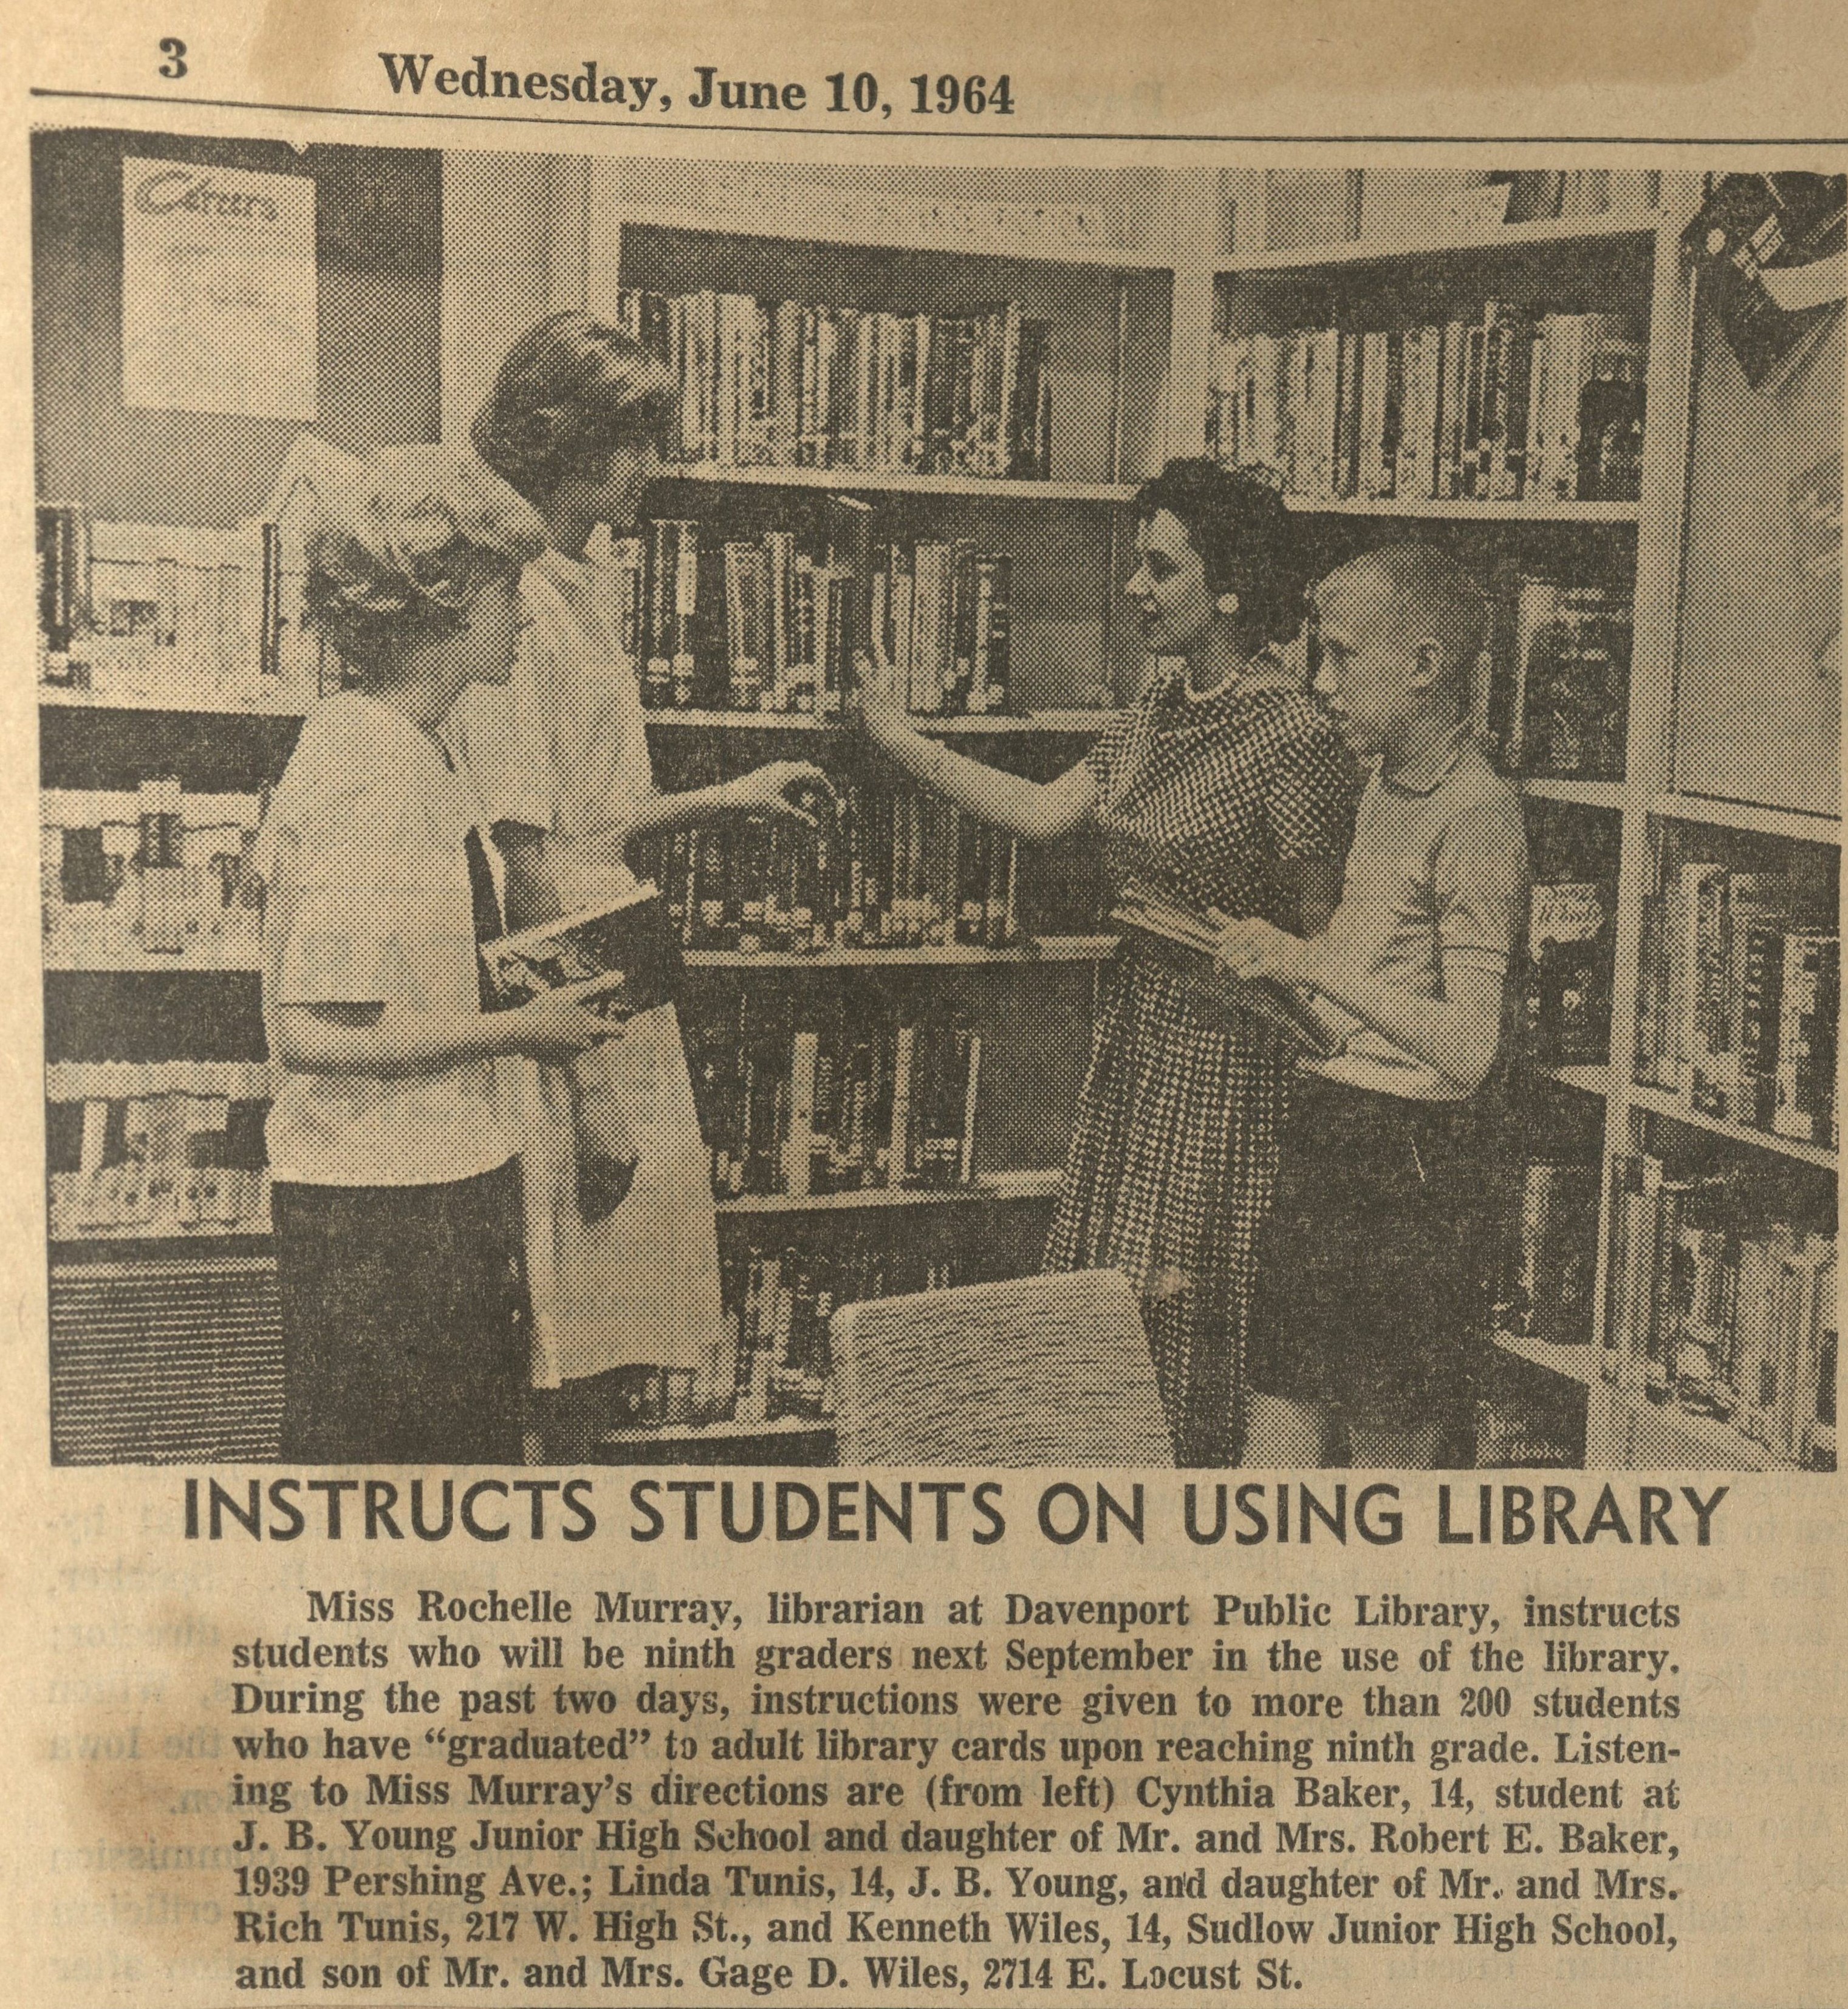 3 Wednesday, June 10, 1964
Careers
INSTRUCTS STUDENTS ON USING LIBRARY
Miss Rochelle Murray, librarian at Davenport Public Library, instructs
students who will be ninth graders next September in the use of the library.
During the past two days, instructions were given to more than 200 students
who have “graduated” to adult library cards upon reaching ninth grade. Listen-
ing to Miss Murray’s directions are (from left) Cynthia Baker, 14, student at
J. B. Young Junior High School and daughter of Mr. and Mrs. Robert E. Baker,
1939 Pershing Ave.; Linda Tunis, 14, J. B. Young, and daughter of Mr. and Mrs.
Rich Tunis, 217 W. High St., and Kenneth Wiles, 14, Sudlow Junior High School,
and son of Mr. and Mrs. Gage D. Wiles, 2714 E. Locust St.